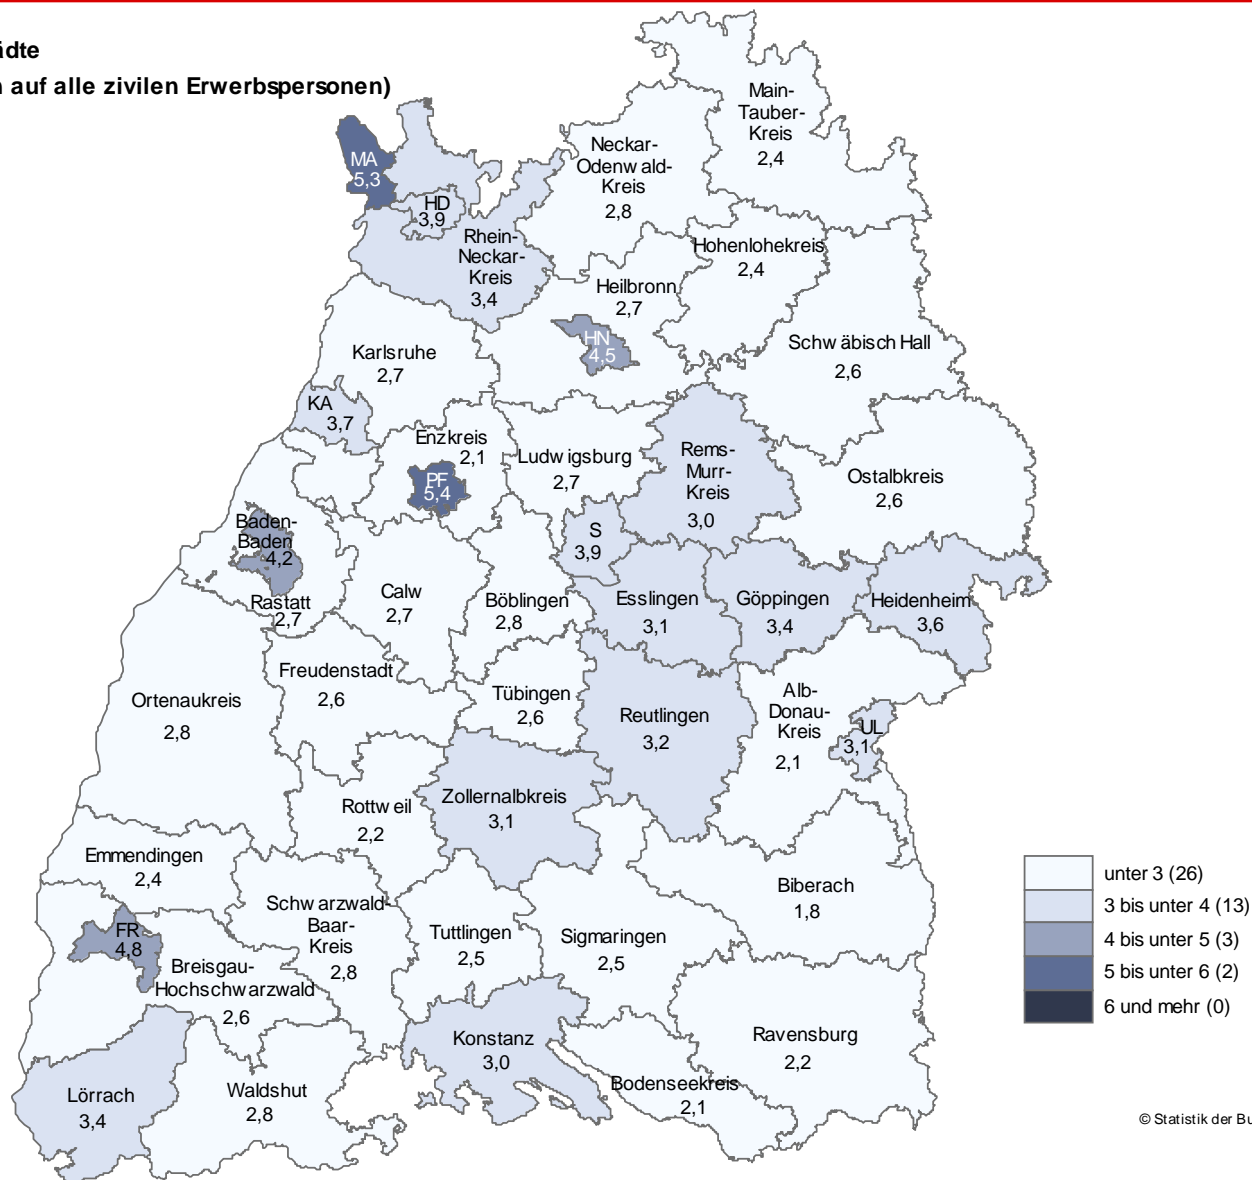 ädte
auf alle zivilen Erwerbspersonen)
Main-
Tauber-
Kreis
2,4
Neckar-
Odenwald-
Kreis
2,8
MA
5,3
HD
3,9
Rhein-
Neckar-
Kreis
3,4
Hohenlohekreis
2,4
Heilbronn
2,7
HN
4,5
Schwäbisch Hall
2,6
Karlsruhe
2,7
KA
3,7
Enzkreis
2,1
PF
5,4
Ludwigsburg
2,7
Rems-
Murr-
Kreis
3,0
Ostalbkreis
2,6
S
3,9
Baden-
Baden
4,2
Rastatt
2,7
Calw
2,7
Böblingen
2,8
Esslingen
3,1
Göppingen
3,4
Heidenheim
3,6
Freudenstadt
2,6
Ortenaukreis
2,8
Tübingen
2,6
Reutlingen
3,2
Alb-
Donau-
Kreis
2,1
UL
3,1
Rottweil
2,2
Zollernalbkreis
3,1
Emmendingen
2,4
Biberach
1,8
Schwarzwald-
Baar-
Kreis
2,8
FR
4,8
Tuttlingen
2,5
Sigmaringen
2,5
Breisgau-
Hochschwarzwald
2,6
Konstanz
3,0
Ravensburg
2,2
Bodenseekreis
2,1
Lörrach
3,4
Waldshut
2,8
unter 3 (26)
3 bis unter 4 (13)
4 bis unter 5 (3)
5 bis unter 6 (2)
6 und mehr (0)
© Statistik der Bu